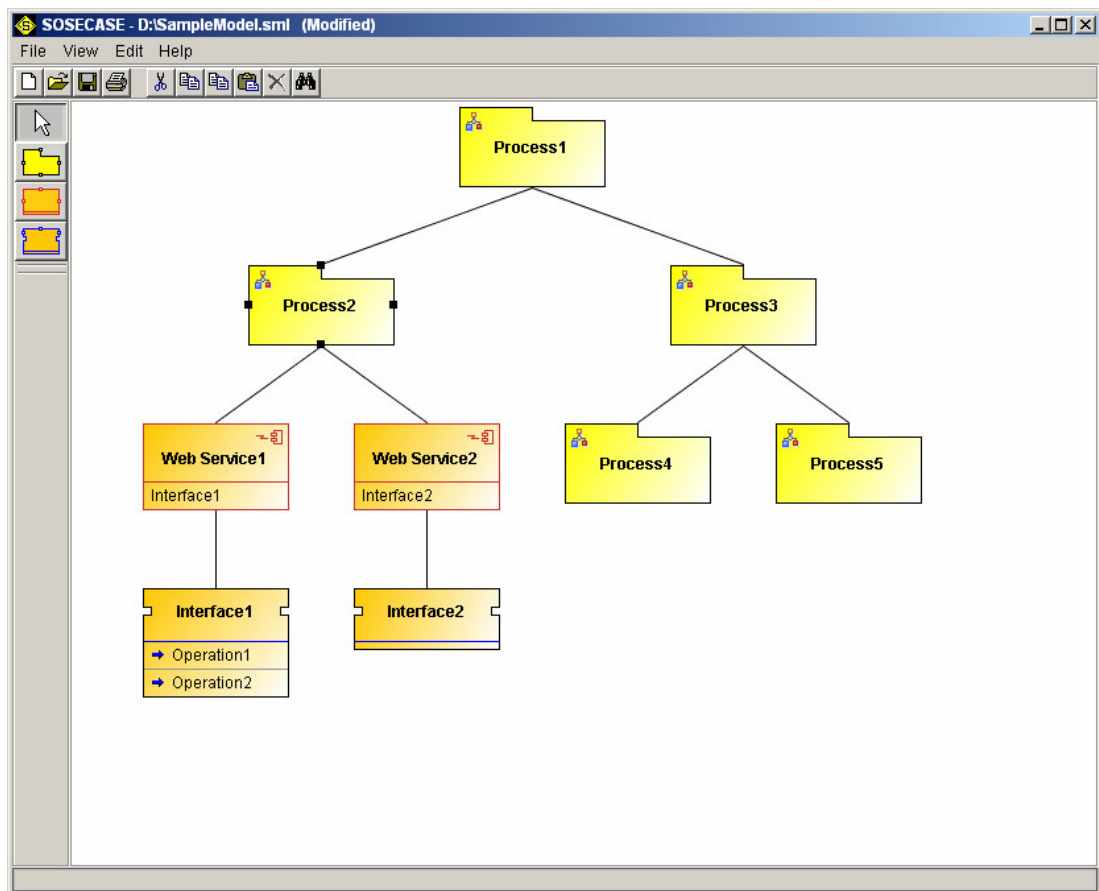 SOSECASE - D:\SampleModel.sml (Modified)
File View Edit Help
Process1
Process2
Process3
Web Service1
Interface1
Web Service2
Interface2
Process4
Process5
Interface1
Operation1
Operation2
Interface2